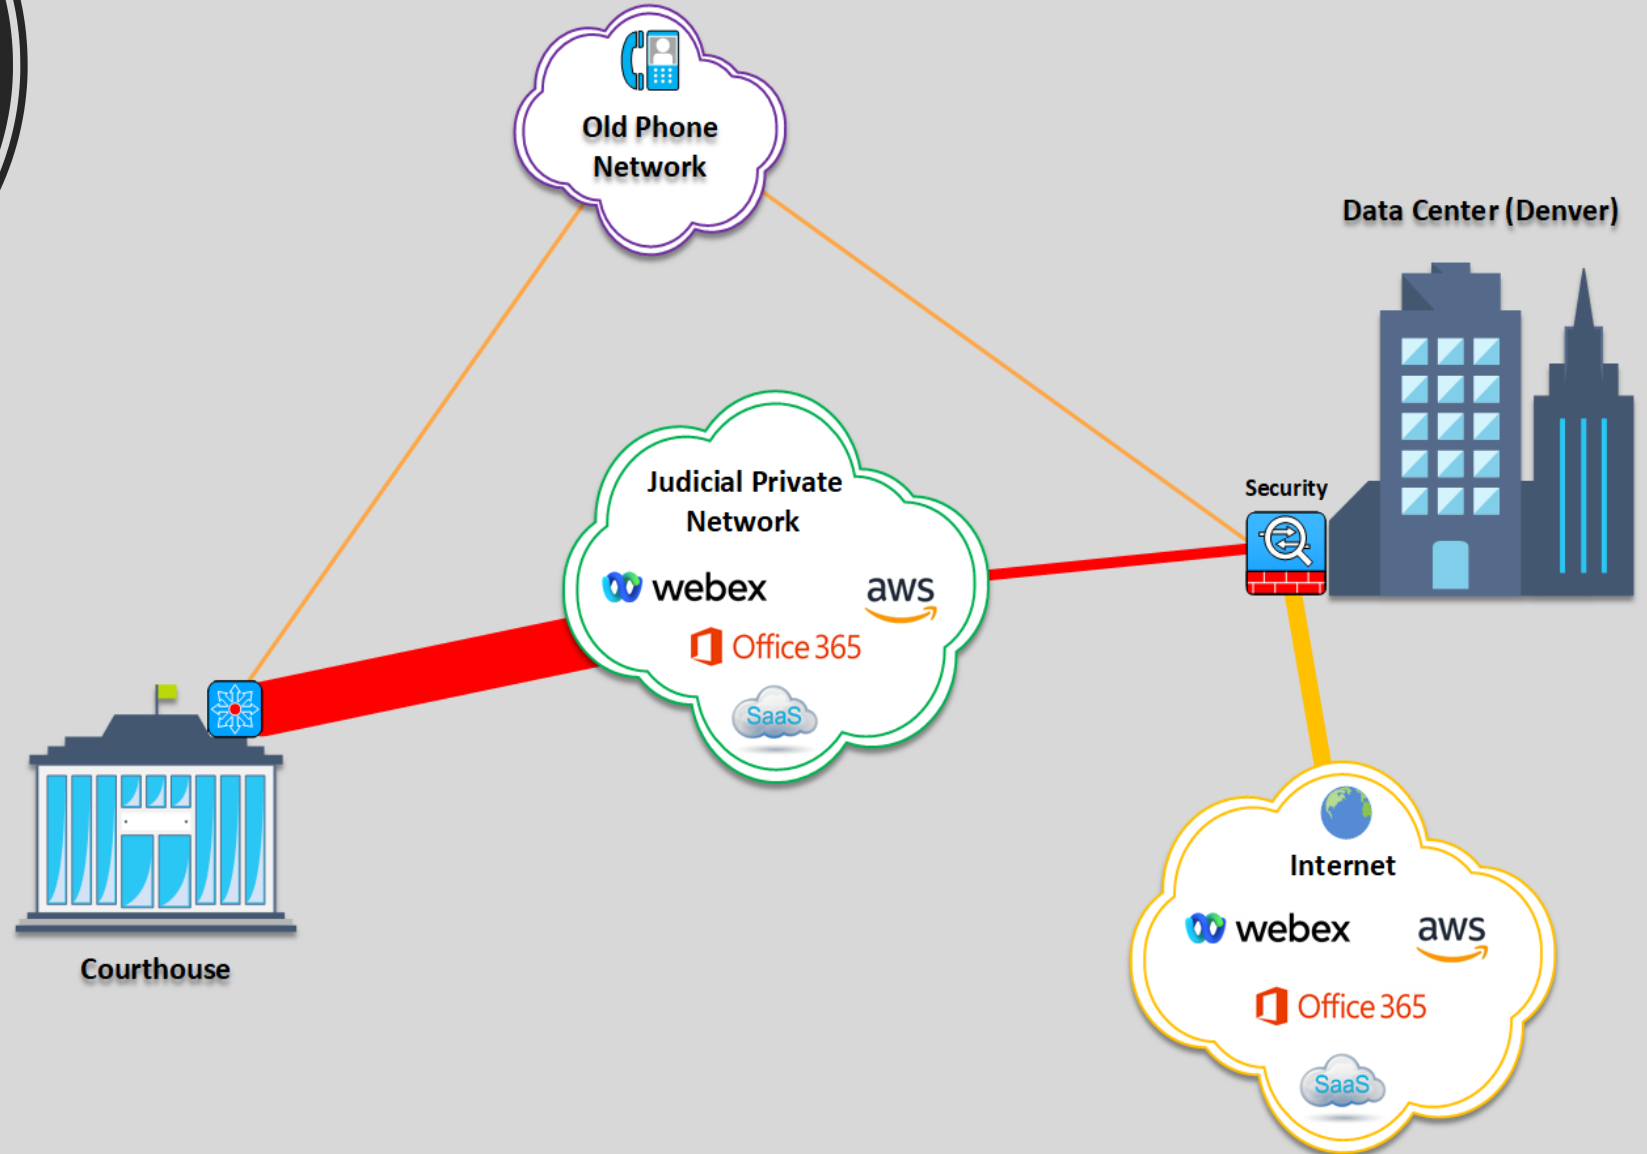 Old Phone
Network
Data Center (Denver)
Judicial Private
Network
Security
webex
aws
Office 365
SaaS
Internet
webex
aws
Courthouse
Office 365
SaaS